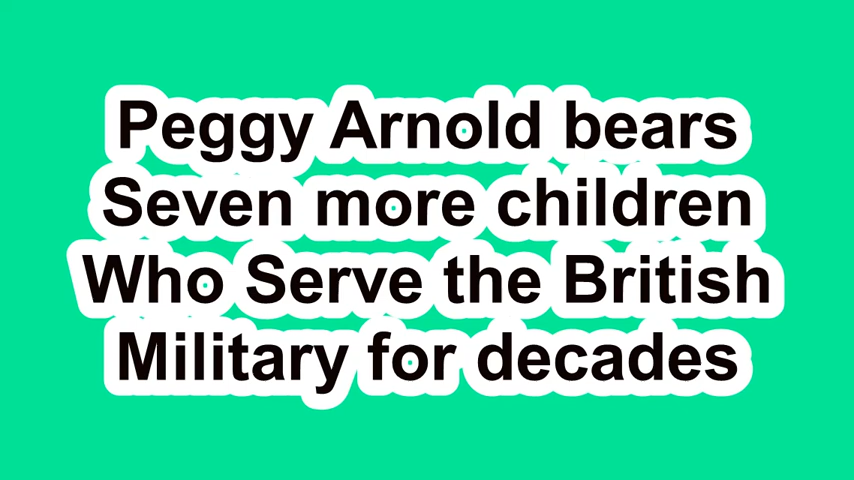 Peggy Arnold bears
Seven more children
Who Serve the British
Military for decades